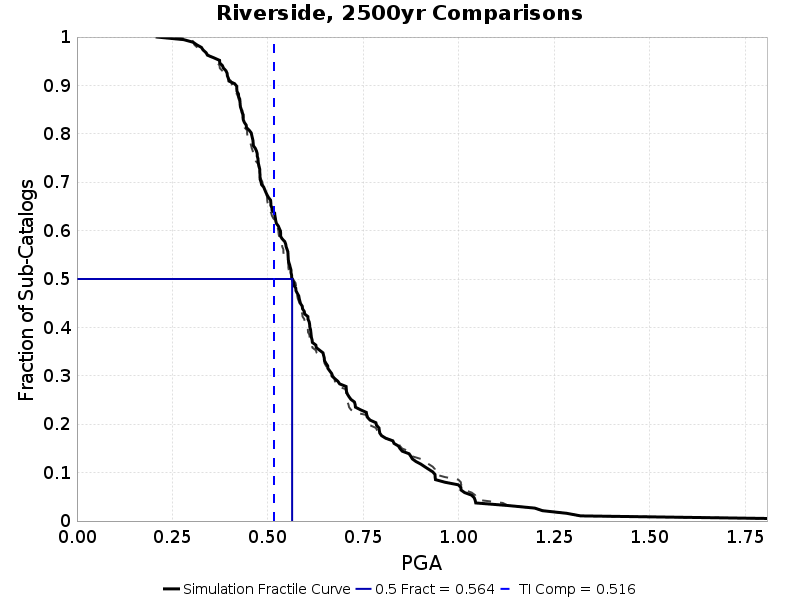 Riverside, 2500yr Comparisons
1
0.9
0.8
0.7
0.6
0.5
0.4
0.3
0.2
0.1
0
Fraction of Sub-Catalogs
0.00 0.25 0.50 0.75 1.00 1.25 1.50 1.75
PGA
Simulation Fractile Curve 0.5 Fract = 0.564 TI Comp = 0.516